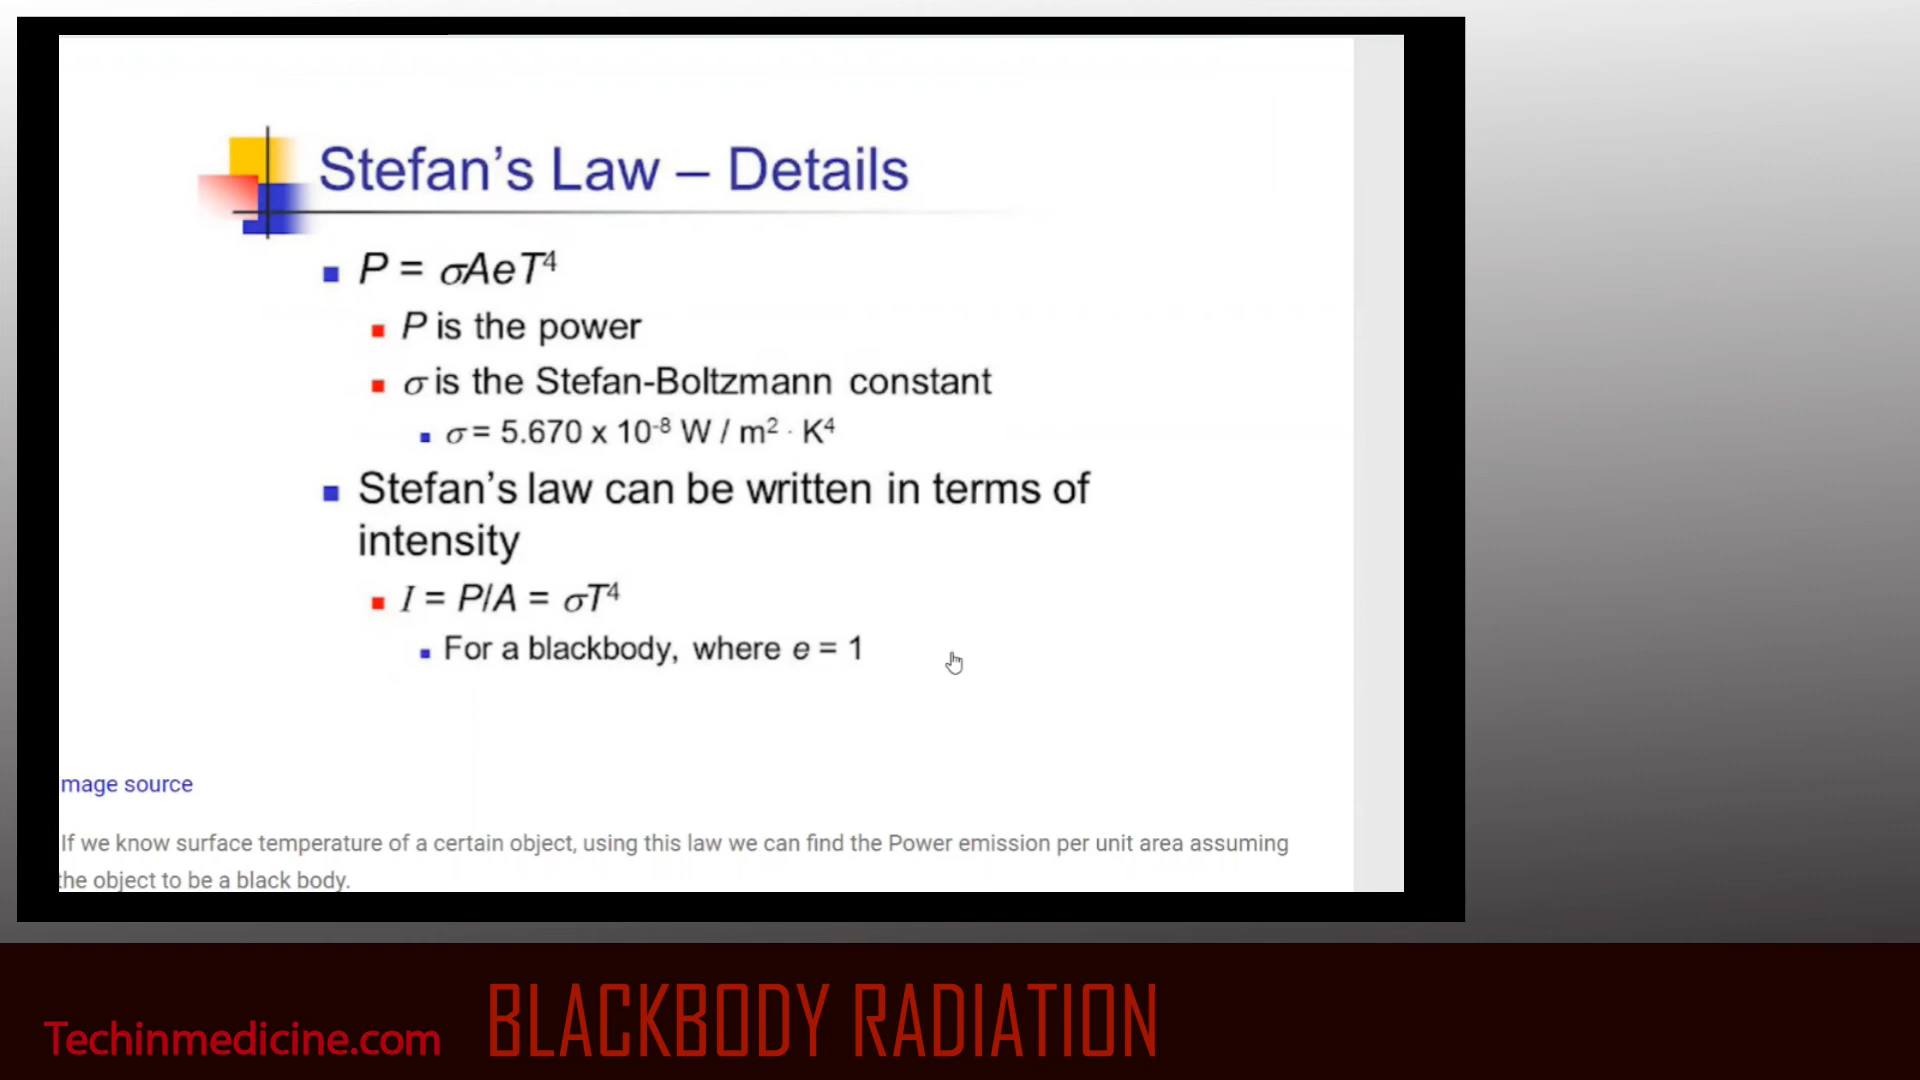 Stefan's Law – Details
P = σAeT⁴
P is the power
σ is the Stefan-Boltzmann constant
σ = 5.670 x 10⁻⁸ W / m² · K⁴
Stefan's law can be written in terms of
intensity
I = P/A = σT⁴
For a blackbody, where e = 1
mage source
If we know surface temperature of a certain object, using this law we can find the Power emission per unit area assuming
the object to be a black body.
Techinmedicine.com
BLACKBODY RADIATION